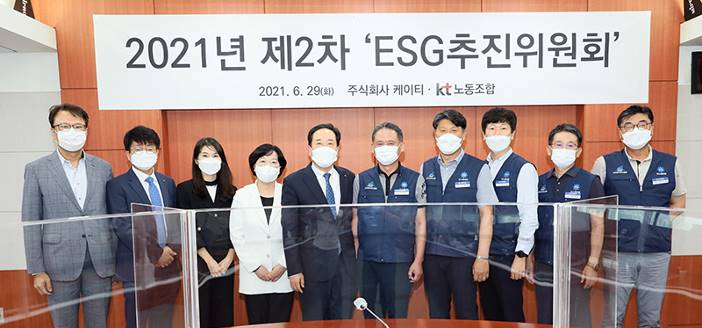 2021년 제2차 ‘ESG추진위원회’
2021. 6. 29(화) 주식회사 케이티 · kt 노동조합